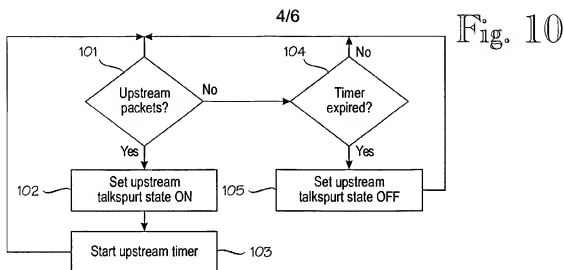 4/6
Fig. 10
101
Upstream
packets?
No
Yes
104
Timer
expired?
No
Yes
102
Set upstream
talkspurt state ON
105
Set upstream
talkspurt state OFF
Start upstream timer
103